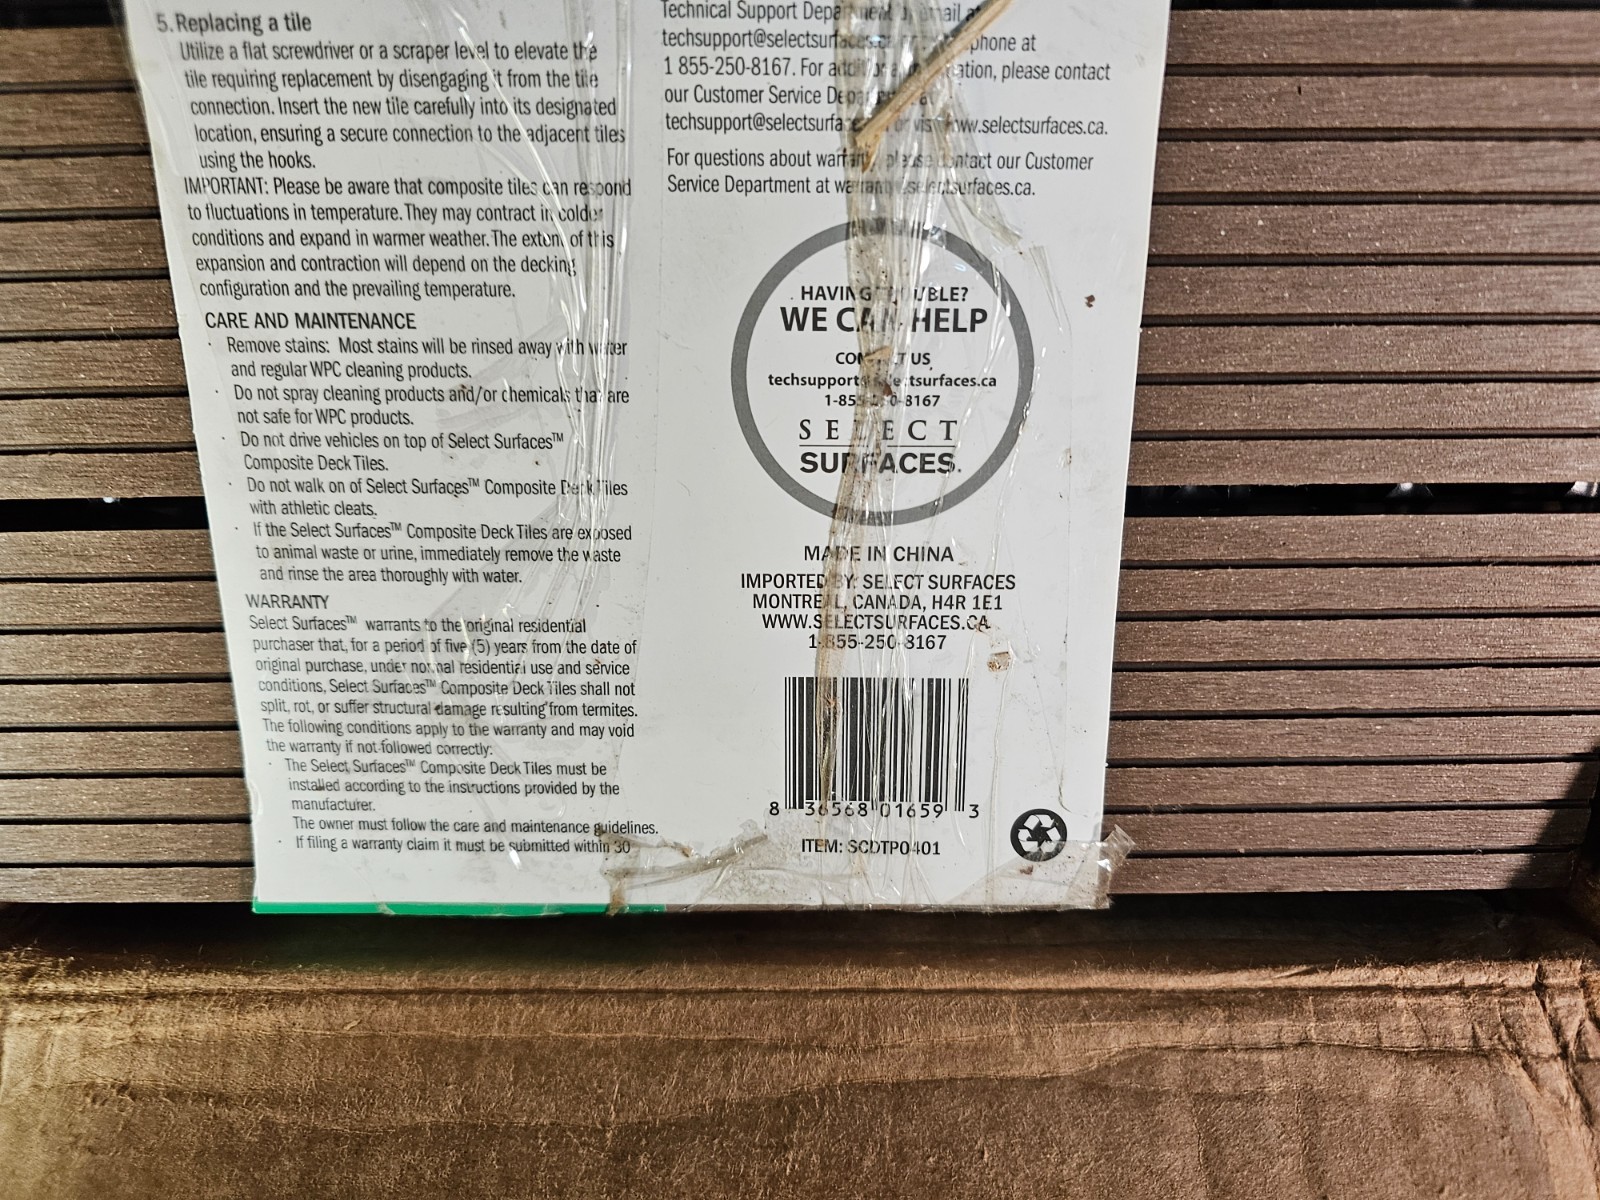 5. Replacing a tile
Utilize a flat screwdriver or a scraper level to elevate the
tile requiring replacement by disengaging it from the tile
connection. Insert the new tile carefully into its designated
location, ensuring a secure connection to the adjacent tiles
using the hooks.
IMPORTANT: Please be aware that composite tiles can respond
to fluctuations in temperature. They may contract in colder
conditions and expand in warmer weather. The extent of this
expansion and contraction will depend on the decking
configuration and the prevailing temperature.
CARE AND MAINTENANCE
· Remove stains: Most stains will be rinsed away with water
and regular WPC cleaning products.
· Do not spray cleaning products and/or chemicals that are
not safe for WPC products.
· Do not drive vehicles on top of Select Surfaces™
Composite Deck Tiles.
· Do not walk on of Select Surfaces™ Composite Deck Tiles
with athletic cleats.
· If the Select Surfaces™ Composite Deck Tiles are exposed
to animal waste or urine, immediately remove the waste
and rinse the area thoroughly with water.
WARRANTY
Select Surfaces™ warrants to the original residential
purchaser that, for a period of five (5) years from the date of
original purchase, under normal residential use and service
conditions, Select Surfaces™ Composite Deck Tiles shall not
split, rot, or suffer structural damage resulting from termites.
The following conditions apply to the warranty and may void
the warranty if not followed correctly:
· The Select Surfaces™ Composite Deck Tiles must be
installed according to the instructions provided by the
manufacturer.
The owner must follow the care and maintenance guidelines.
· If filing a warranty claim it must be submitted within 30
Technical Support Department by email at
techsupport@selectsurfaces.ca phone at
1 855-250-8167. For additional information, please contact
our Customer Service Department at
techsupport@selectsurfaces or visit www.selectsurfaces.ca.
For questions about warranty please contact our Customer
Service Department at warranty@selectsurfaces.ca.
HAVING TROUBLE?
WE CAN HELP
CONTACT US
techsupport@selectsurfaces.ca
1-855-250-8167
SELECT
SURFACES.
MADE IN CHINA
IMPORTED BY: SELECT SURFACES
MONTREAL, CANADA, H4R 1E1
WWW.SELECTSURFACES.CA
1-855-250-8167
8 36568 01659 3
ITEM: SCDTP0401